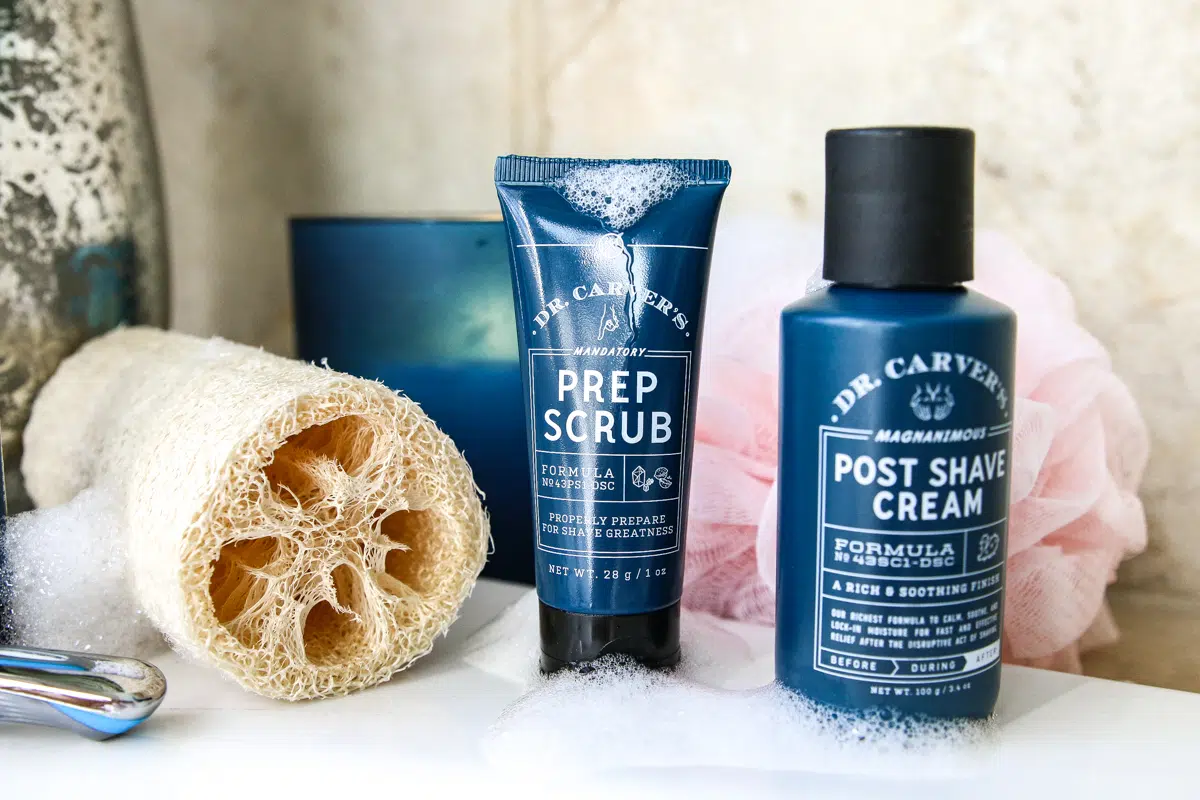 DR. CARVER'S
MANDATORY
PREP
SCRUB
FORMULA
Nº43PS1-DSC
PROPERLY PREPARE
FOR SHAVE GREATNESS
NET WT. 28 g / 1 oz
DR. CARVER'S
MAGNANIMOUS
POST SHAVE
CREAM
FORMULA
Nº 43SC1-DSC
A RICH & SOOTHING FINISH
OUR RICHEST FORMULA TO CALM, SOOTHE, AND
LOCK-IN MOISTURE FOR FAST AND EFFECTIVE
RELIEF AFTER THE DISRUPTIVE ACT OF SHAVING
BEFORE DURING AFTER
NET WT. 100 g / 3.4 oz